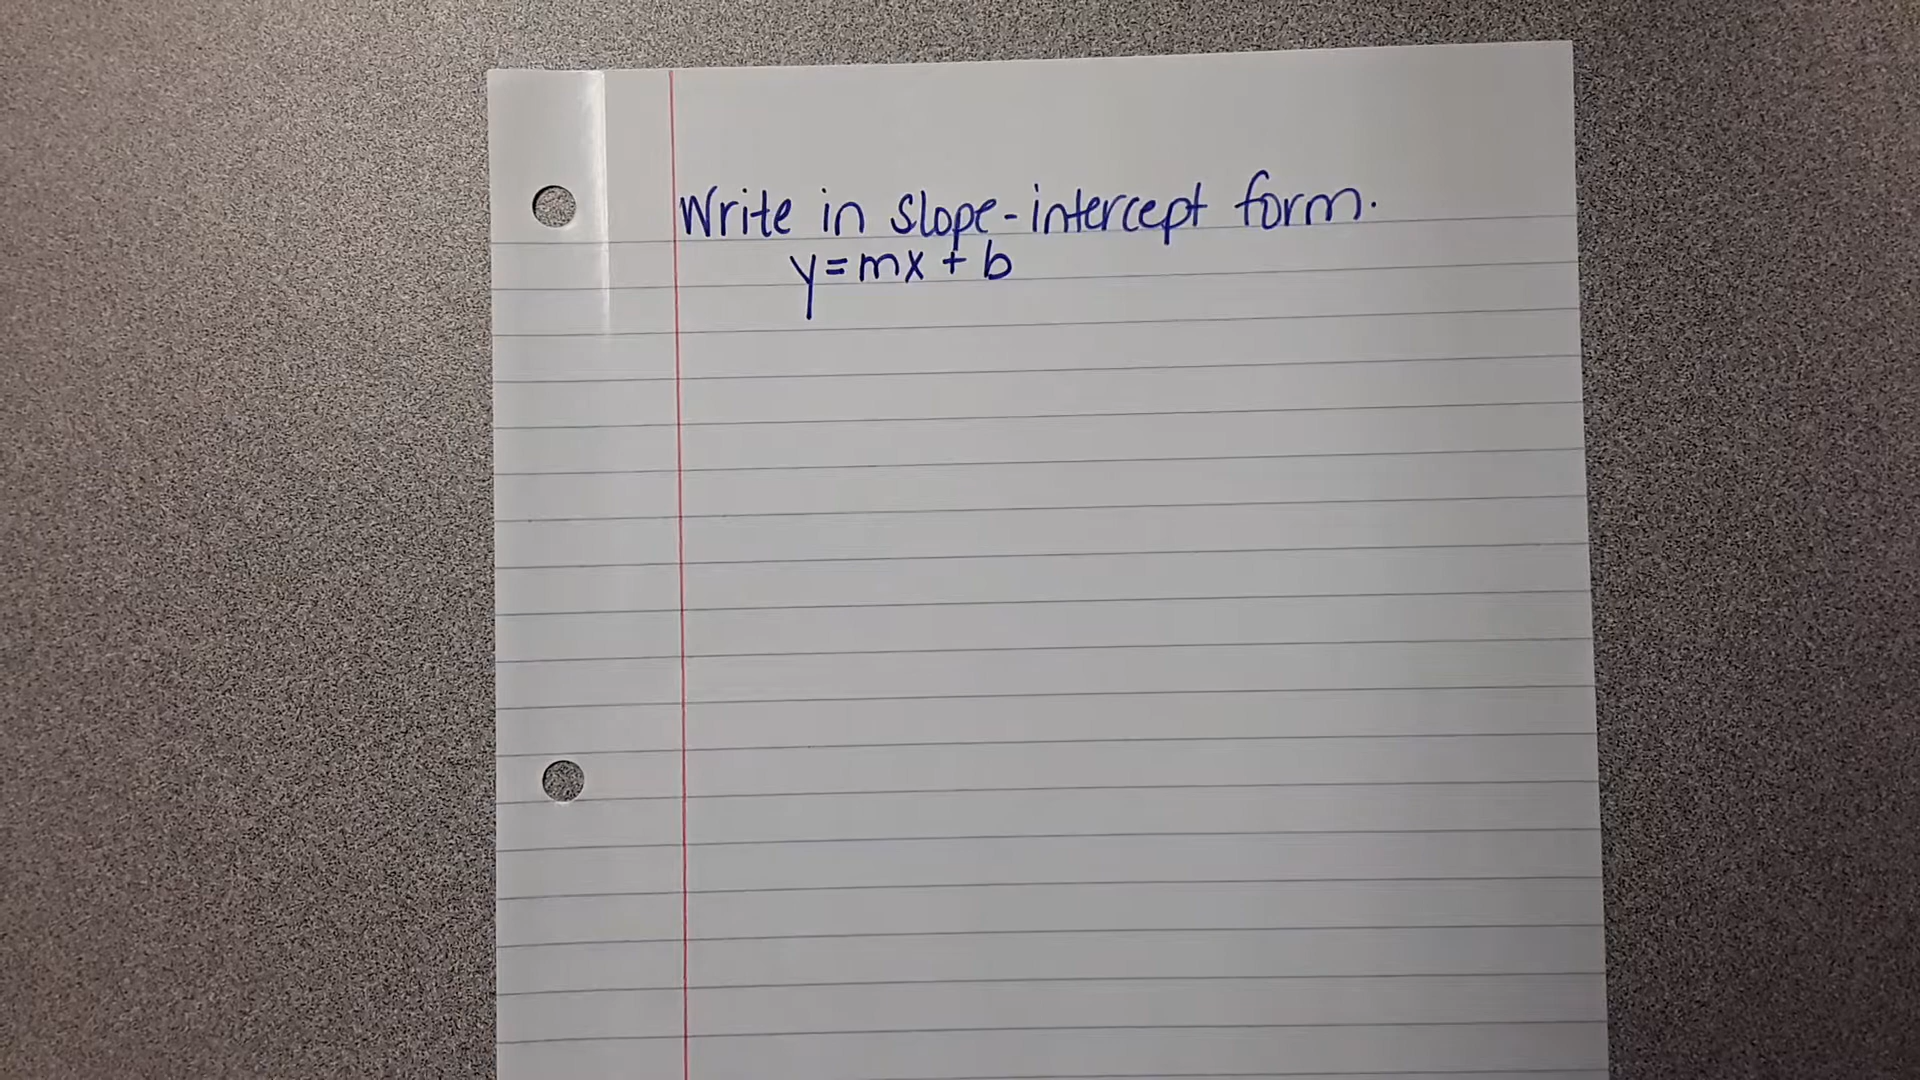 Write in slope-intercept form.
y=mx+b